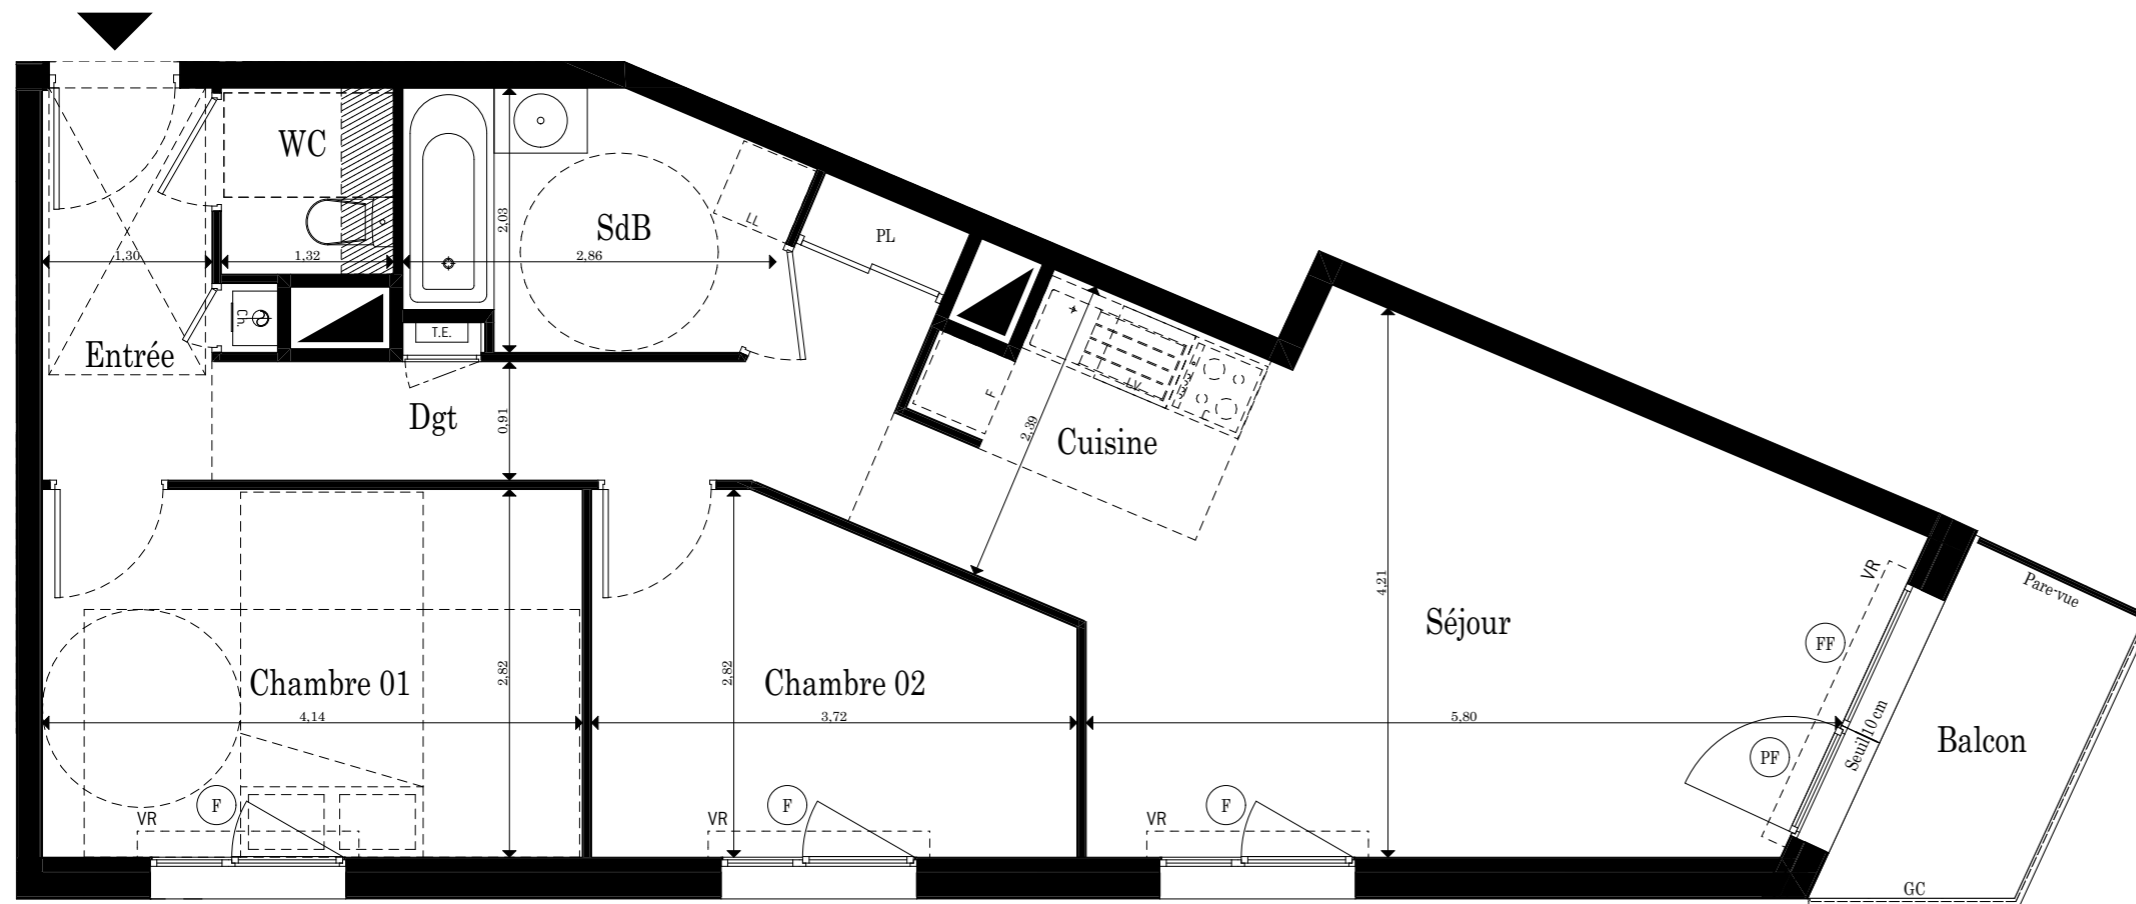 WC
SdB
LL
PL
2,03
1,30
1,32
2,86
Ch.
T.E.
Entrée
Dgt
0,91
F
LV
2,39
Cuisine
4,21
Séjour
VR
Pare-vue
FF
Chambre 01
2,82
4,14
Chambre 02
2,82
3,72
5,80
Seuil 10 cm
PF
Balcon
F
VR
F
VR
F
VR
GC